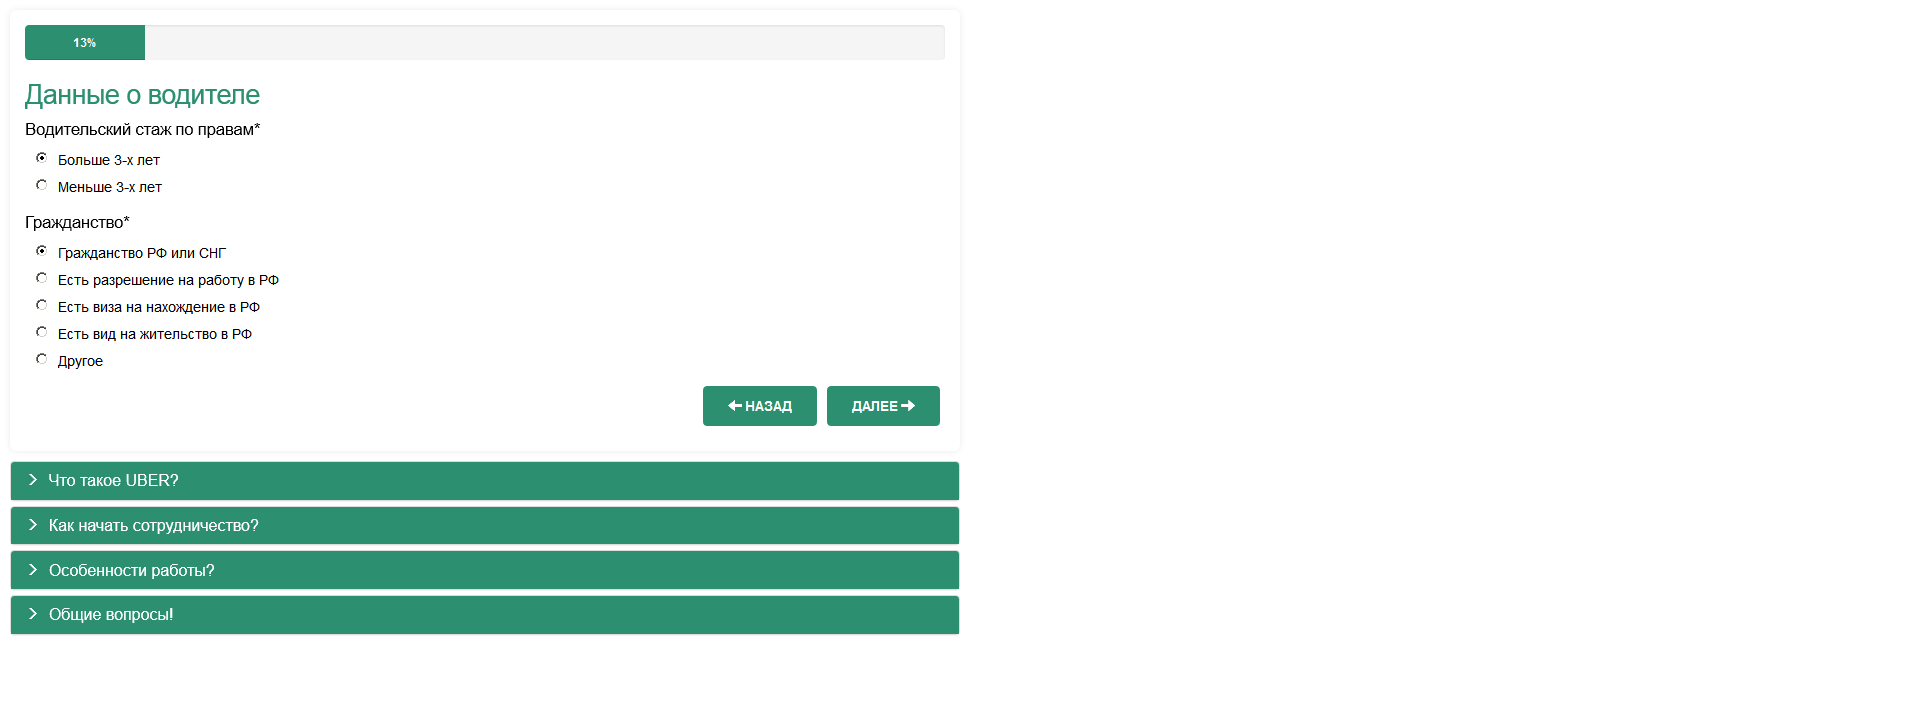 13%
Данные о водителе
Водительский стаж по правам*
Больше 3-х лет
Меньше 3-х лет
Гражданство*
Гражданство РФ или СНГ
Есть разрешение на работу в РФ
Есть виза на нахождение в РФ
Есть вид на жительство в РФ
Другое
НАЗАД ДАЛЕЕ
Что такое UBER?
Как начать сотрудничество?
Особенности работы?
Общие вопросы!